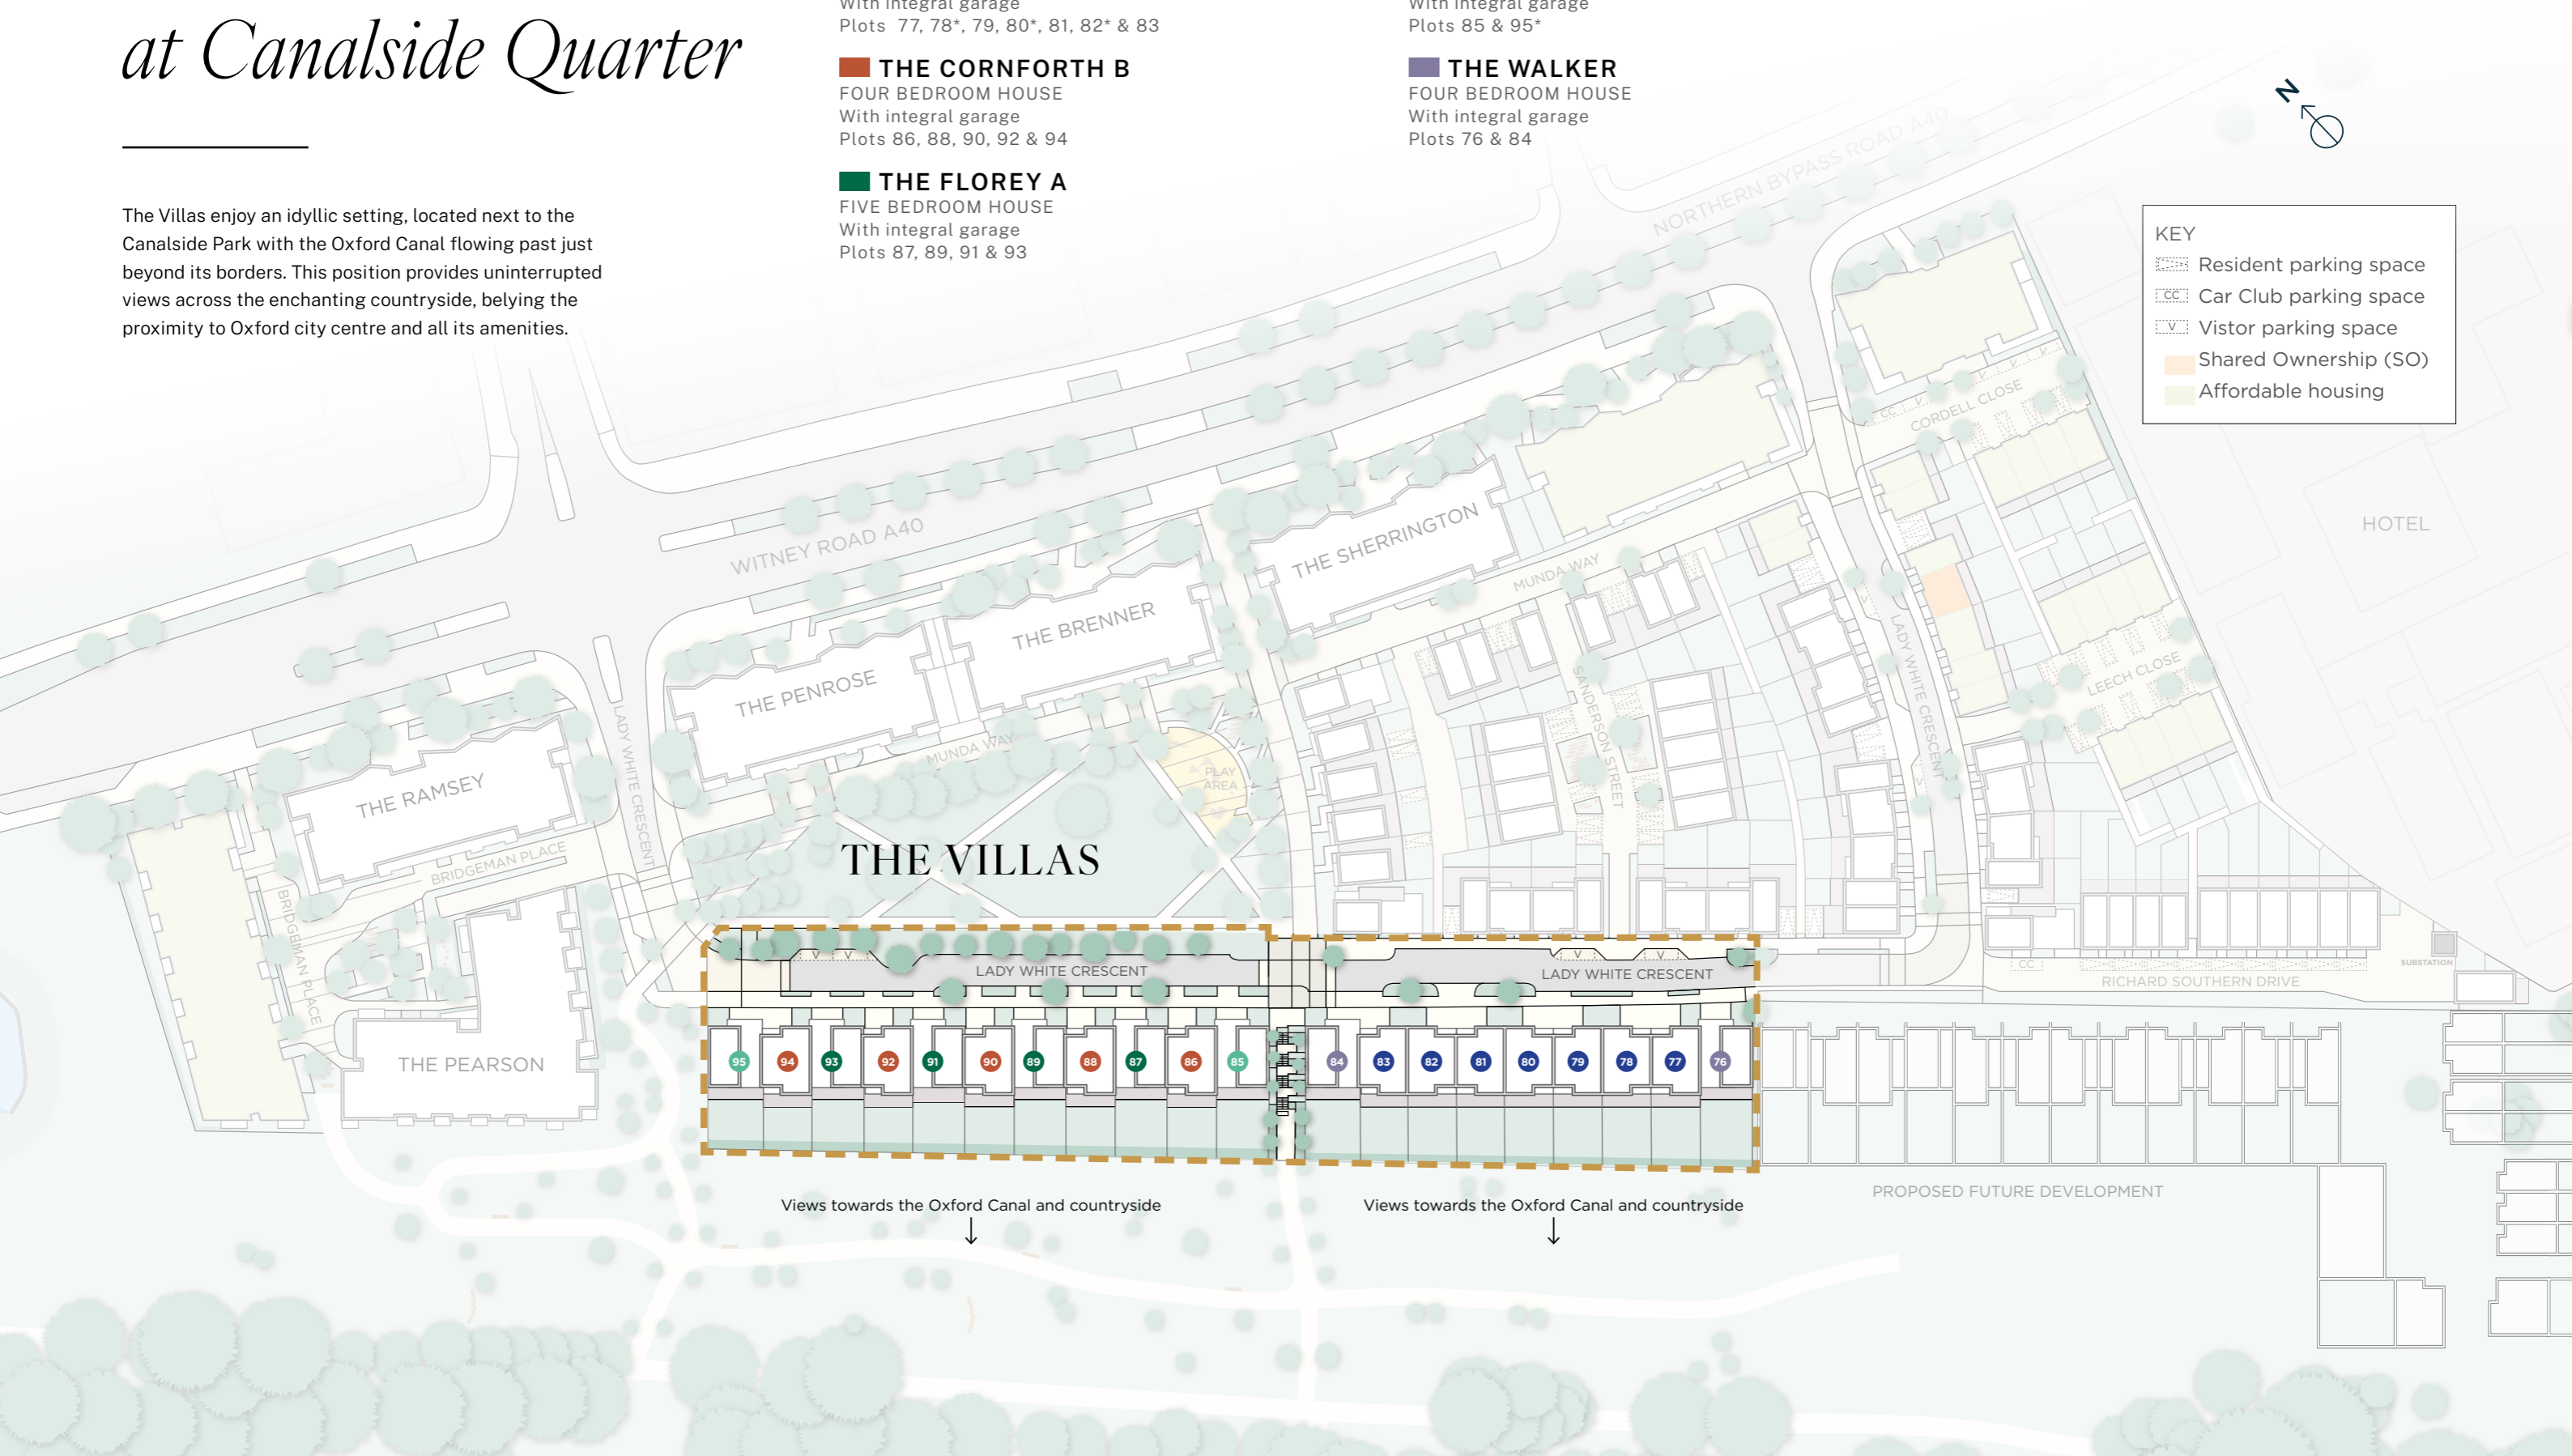 at Canalside Quarter
The Villas enjoy an idyllic setting, located next to the
Canalside Park with the Oxford Canal flowing past just
beyond its borders. This position provides uninterrupted
views across the enchanting countryside, belying the
proximity to Oxford city centre and all its amenities.
With integral garage
Plots 77, 78*, 79, 80*, 81, 82* & 83
THE CORNFORTH B
FOUR BEDROOM HOUSE
With integral garage
Plots 86, 88, 90, 92 & 94
THE FLOREY A
FIVE BEDROOM HOUSE
With integral garage
Plots 87, 89, 91 & 93
With integral garage
Plots 85 & 95*
THE WALKER
FOUR BEDROOM HOUSE
With integral garage
Plots 76 & 84
N
KEY
Resident parking space
CC Car Club parking space
V Vistor parking space
Shared Ownership (SO)
Affordable housing
NORTHERN BYPASS ROAD A40
WITNEY ROAD A40
HOTEL
CC V V V
CORDELL CLOSE
THE SHERRINGTON
MUNDA WAY
THE BRENNER
THE PENROSE
MUNDA WAY
THE RAMSEY
LADY WHITE CRESCENT
SANDERSON STREET
V
LADY WHITE CRESCENT
V
LEECH CLOSE
PLAY
AREA
BRIDGEMAN PLACE
BRIDGEMAN PLACE
THE PEARSON
THE VILLAS
V V
LADY WHITE CRESCENT
V V
LADY WHITE CRESCENT
CC
RICHARD SOUTHERN DRIVE
SUBSTATION
95 94 93 92 91 90 89 88 87 86 85 84 83 82 81 80 79 78 77 76
PROPOSED FUTURE DEVELOPMENT
Views towards the Oxford Canal and countryside
Views towards the Oxford Canal and countryside